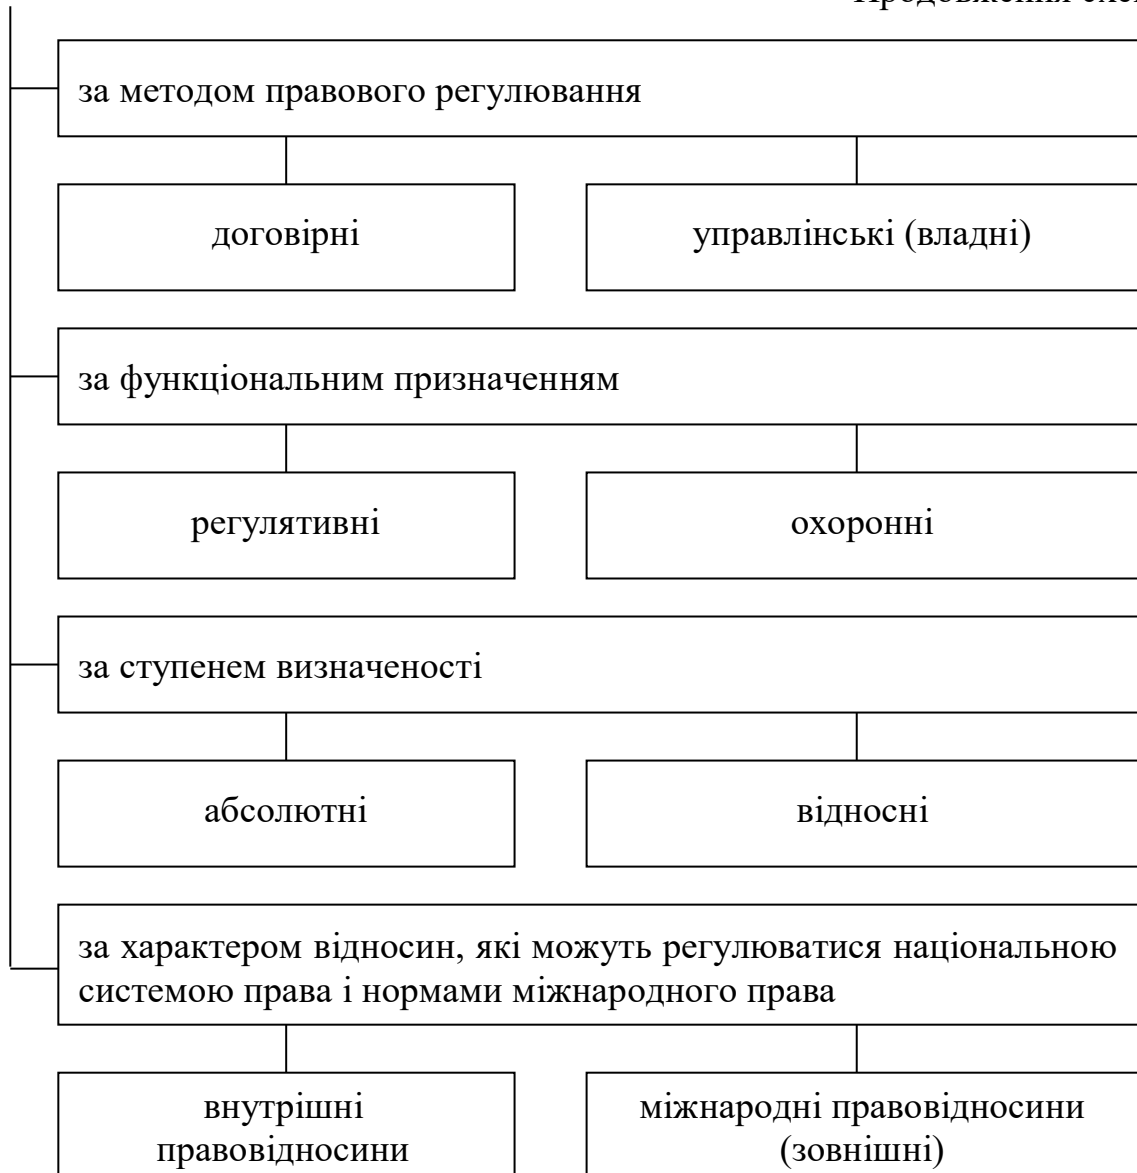 за методом правового регулювання
договірні
управлінські (владні)
за функціональним призначенням
регулятивні
охоронні
за ступенем визначеності
абсолютні
відносні
за характером відносин, які можуть регулюватися національною
системою права і нормами міжнародного права
внутрішні
правовідносини
міжнародні правовідносини
(зовнішні)